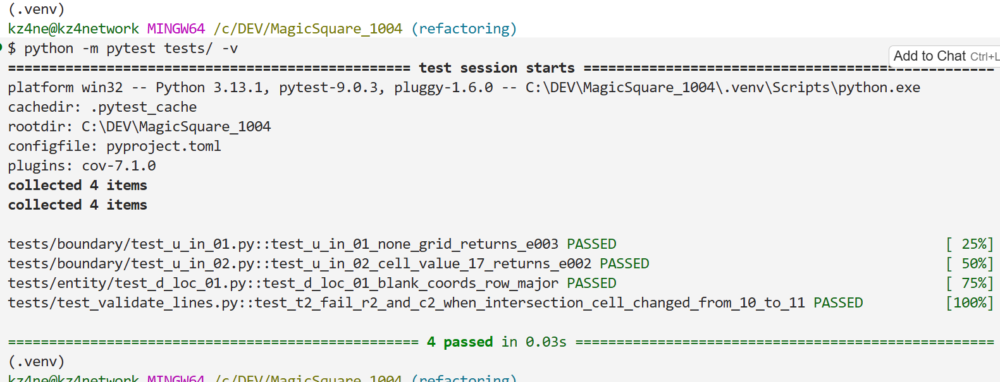 (.venv)
kz4ne@kz4network MINGW64 /c/DEV/MagicSquare_1004 (refactoring)
$ python -m pytest tests/ -v
Add to Chat Ctrl+L
================================================= test session starts ==================================================
platform win32 -- Python 3.13.1, pytest-9.0.3, pluggy-1.6.0 -- C:\DEV\MagicSquare_1004\.venv\Scripts\python.exe
cachedir: .pytest_cache
rootdir: C:\DEV\MagicSquare_1004
configfile: pyproject.toml
plugins: cov-7.1.0
collected 4 items
collected 4 items
tests/boundary/test_u_in_01.py::test_u_in_01_none_grid_returns_e003 PASSED [ 25%]
tests/boundary/test_u_in_02.py::test_u_in_02_cell_value_17_returns_e002 PASSED [ 50%]
tests/entity/test_d_loc_01.py::test_d_loc_01_blank_coords_row_major PASSED [ 75%]
tests/test_validate_lines.py::test_t2_fail_r2_and_c2_when_intersection_cell_changed_from_10_to_11 PASSED [100%]
================================================== 4 passed in 0.03s ===================================================
(.venv)
kz4ne@kz4network MINGW64 /c/DEV/MagicSquare_1004 (refactoring)